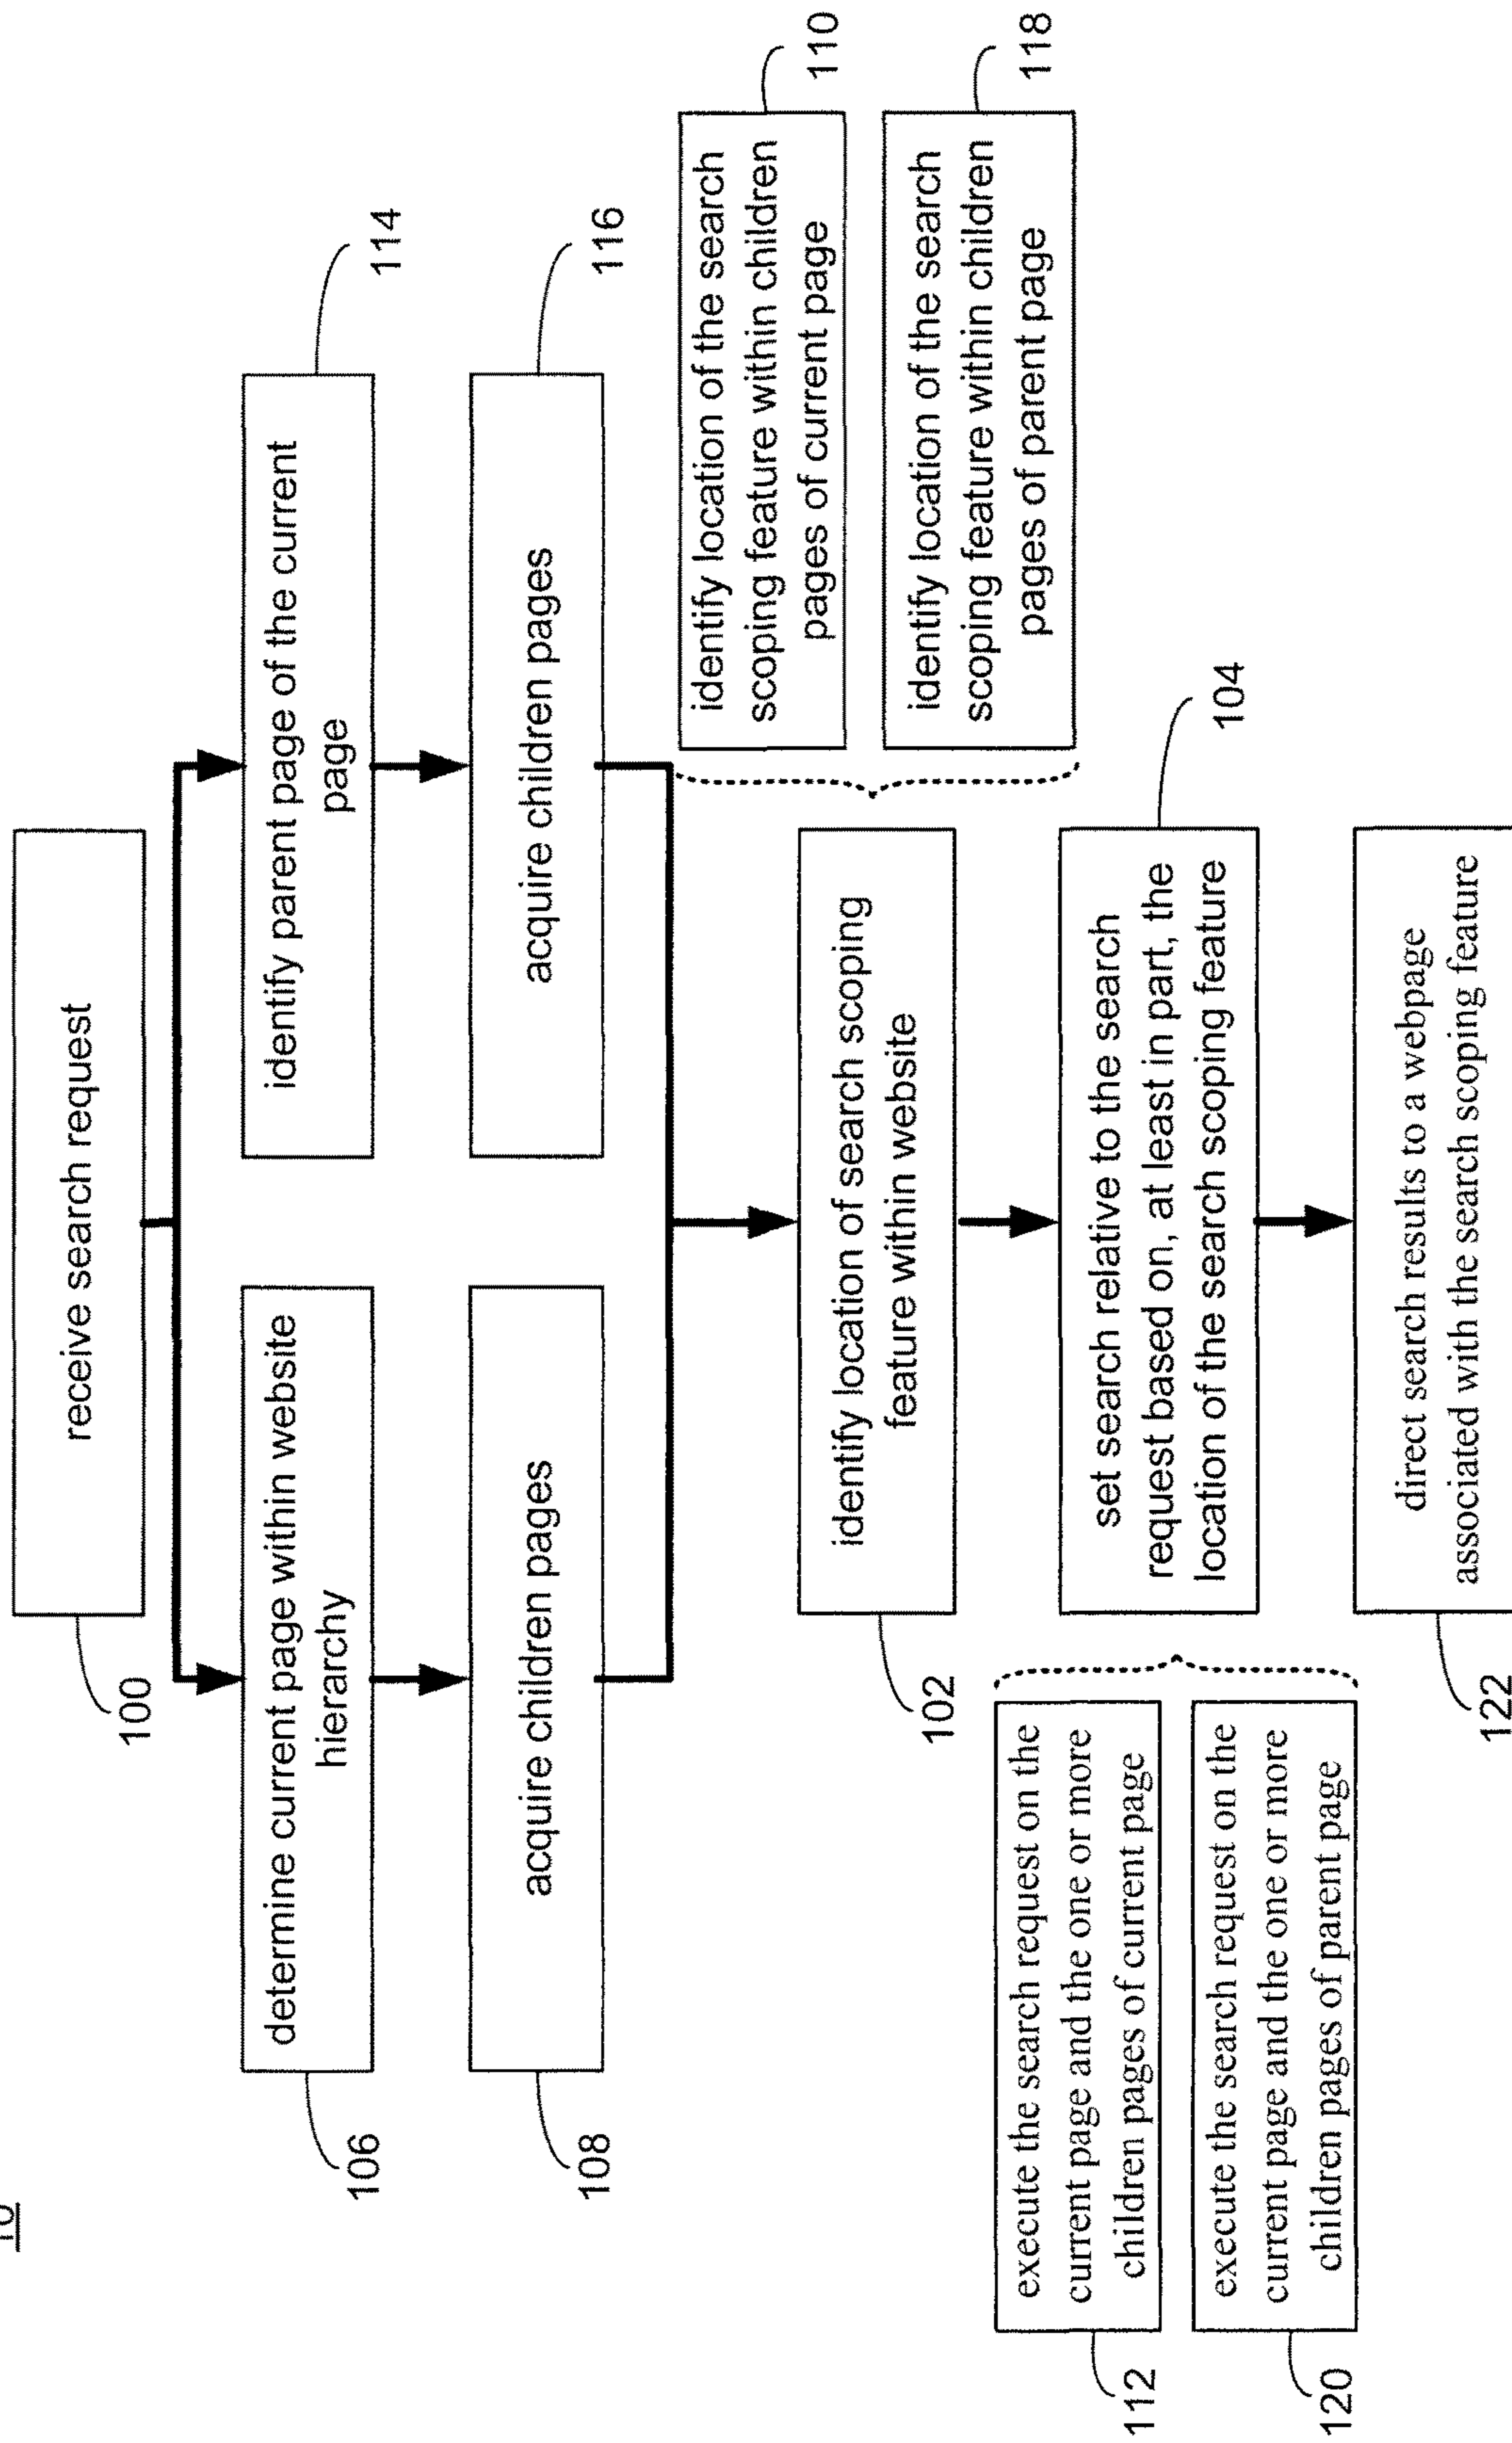 10
receive search request
100
determine current page within website
hierarchy
106
identify parent page of the current
page
114
acquire children pages
108
acquire children pages
116
identify location of the search
scoping feature within children
pages of current page
110
identify location of the search
scoping feature within children
pages of parent page
118
identify location of search scoping
feature within website
102
execute the search request on the
current page and the one or more
children pages of current page
112
execute the search request on the
current page and the one or more
children pages of parent page
120
set search relative to the search
request based on, at least in part, the
location of the search scoping feature
104
direct search results to a webpage
associated with the search scoping feature
122